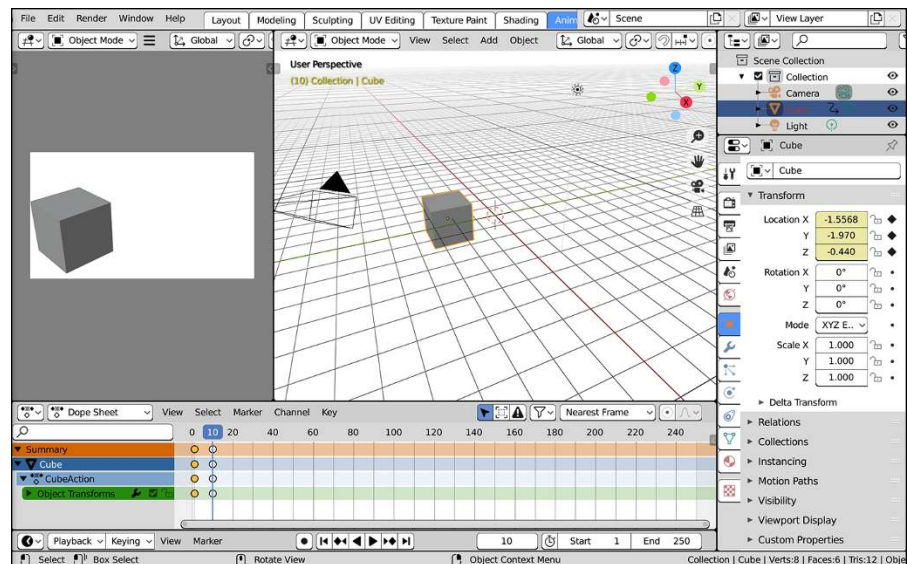 File Edit Render Window Help Layout Modeling Sculpting UV Editing Texture Paint Shading Anim Scene View Layer
Object Mode Global Object Mode View Select Add Object Global
User Perspective
(10) Collection | Cube
Z
Y
X
Scene Collection
Collection
Camera
Light
Cube
Cube
Transform
Location X -1.5568
Y -1.970
Z -0.440
Rotation X 0°
Y 0°
Z 0°
Mode XYZ E..
Scale X 1.000
Y 1.000
Z 1.000
Delta Transform
Relations
Collections
Instancing
Motion Paths
Visibility
Viewport Display
Custom Properties
Dope Sheet View Select Marker Channel Key Nearest Frame
0 10 20 40 60 80 100 120 140 160 180 200 220 240
Summary
Cube
CubeAction
Object Transforms
Playback Keying View Marker 10 Start 1 End 250
Select Box Select Rotate View Object Context Menu Collection | Cube | Verts:8 | Faces:6 | Tris:12 | Obje